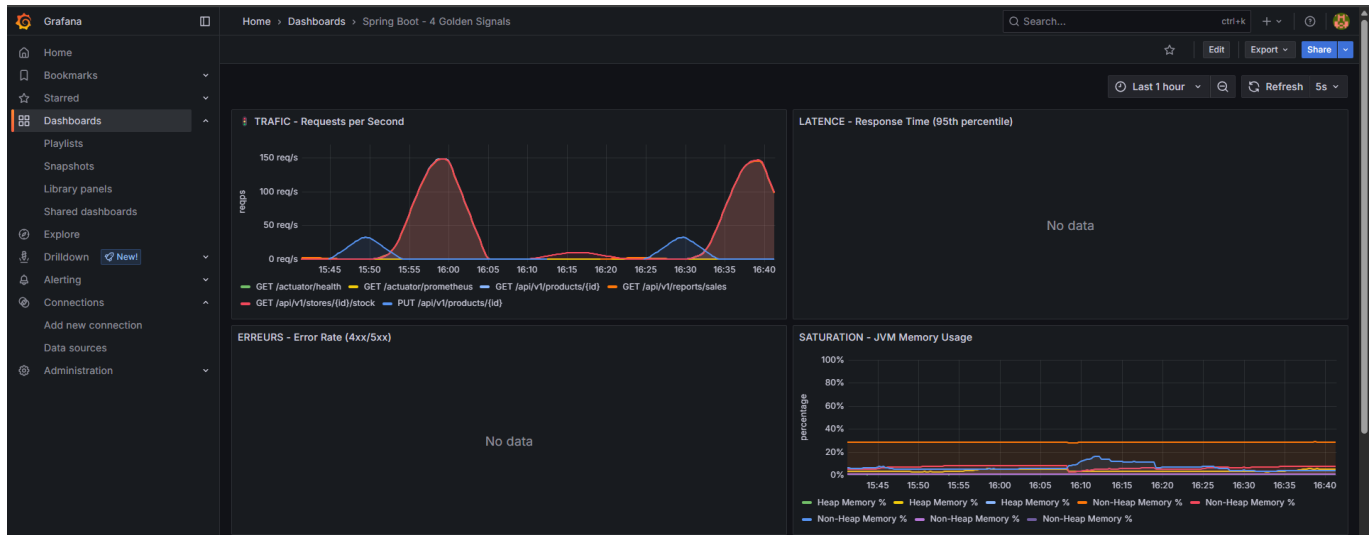 Grafana
Home › Dashboards › Spring Boot - 4 Golden Signals
Search...
ctrl+k
Edit
Export
Share
Home
Bookmarks
Starred
Dashboards
Playlists
Snapshots
Library panels
Shared dashboards
Explore
Drilldown
New!
Alerting
Connections
Add new connection
Data sources
Administration
Last 1 hour
Refresh
5s
TRAFIC - Requests per Second
reqps
150 req/s
100 req/s
50 req/s
0 req/s
15:45 15:50 15:55 16:00 16:05 16:10 16:15 16:20 16:25 16:30 16:35 16:40
GET /actuator/health GET /actuator/prometheus GET /api/v1/products/{id} GET /api/v1/reports/sales
GET /api/v1/stores/{id}/stock PUT /api/v1/products/{id}
LATENCE - Response Time (95th percentile)
No data
ERREURS - Error Rate (4xx/5xx)
No data
SATURATION - JVM Memory Usage
percentage
100%
80%
60%
40%
20%
0%
15:45 15:50 15:55 16:00 16:05 16:10 16:15 16:20 16:25 16:30 16:35 16:40
Heap Memory % Heap Memory % Heap Memory % Non-Heap Memory % Non-Heap Memory %
Non-Heap Memory % Non-Heap Memory % Non-Heap Memory %